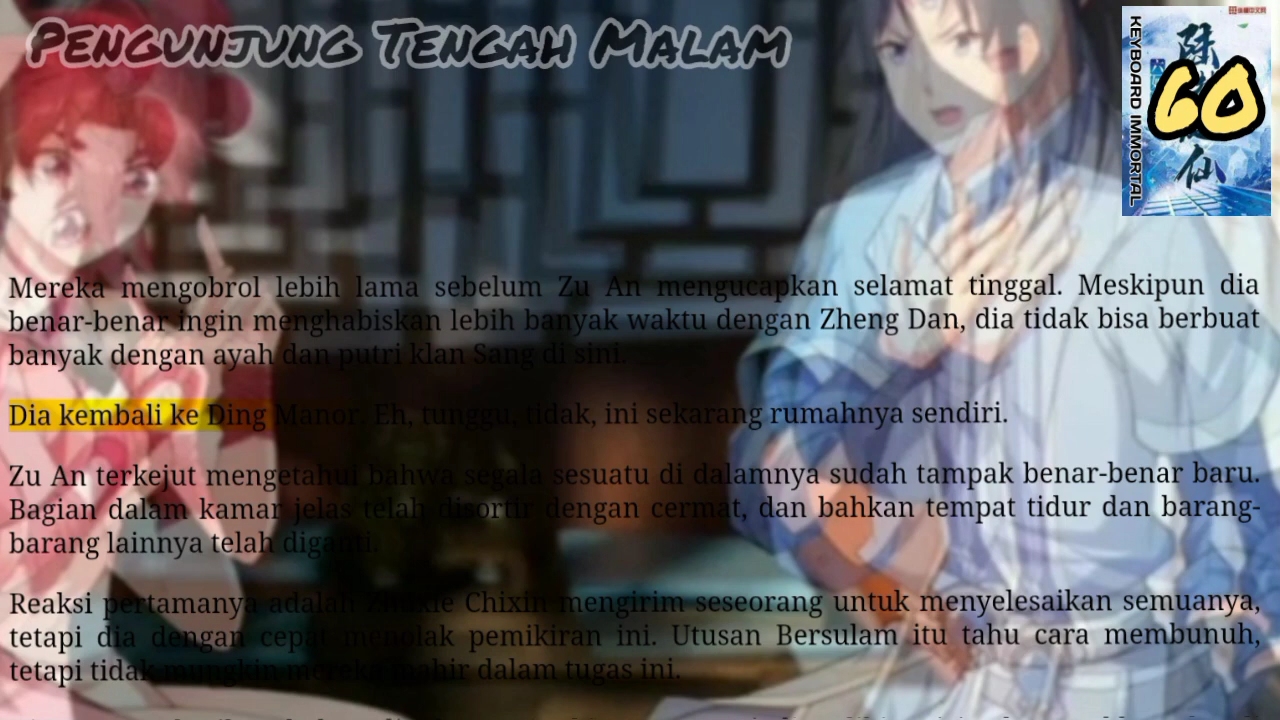 Pengunjung Tengah Malam
KEYBOARD IMMORTAL
60
仙
Mereka mengobrol lebih lama sebelum Zu An mengucapkan selamat tinggal. Meskipun dia
benar-benar ingin menghabiskan lebih banyak waktu dengan Zheng Dan, dia tidak bisa berbuat
banyak dengan ayah dan putri klan Sang di sini.
Dia kembali ke Ding Manor. Eh, tunggu, tidak, ini sekarang rumahnya sendiri.
Zu An terkejut mengetahui bahwa segala sesuatu di dalamnya sudah tampak benar-benar baru.
Bagian dalam kamar jelas telah disortir dengan cermat, dan bahkan tempat tidur dan barang-
barang lainnya telah diganti.
Reaksi pertamanya adalah Zhuxie Chixin mengirim seseorang untuk menyelesaikan semuanya,
tetapi dia dengan cepat menolak pemikiran ini. Utusan Bersulam itu tahu cara membunuh,
tetapi tidak mungkin mereka mahir dalam tugas ini.